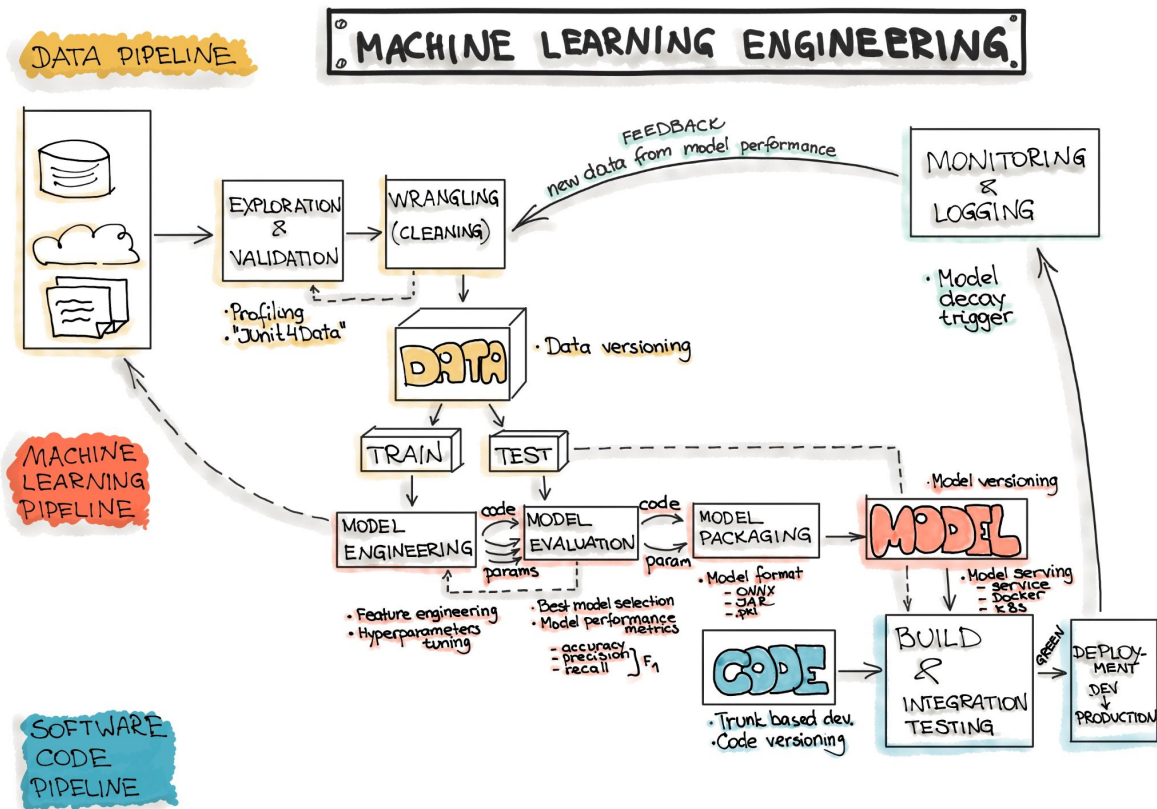 DATA PIPELINE
MACHINE LEARNING ENGINEERING
FEEDBACK
new data from model performance
MONITORING
&
LOGGING
• Model
decay
trigger
EXPLORATION
&
VALIDATION
WRANGLING
(CLEANING)
• Profiling
• "JUnit4Data"
DATA
• Data versioning
TRAIN
TEST
MACHINE
LEARNING
PIPELINE
MODEL
ENGINEERING
code
params
MODEL
EVALUATION
code
param
MODEL
PACKAGING
• Model versioning
MODEL
• Feature engineering
• Hyperparameters
tuning
• Best model selection
• Model performance
metrics
- accuracy
- precision
- recall
F1
• Model format
- ONNX
- JAR
- .pkl
• Model serving
- service
- Docker
- K8S
CODE
• Trunk based dev.
• Code versioning
BUILD
&
INTEGRATION
TESTING
GREEN
DEPLOY-
MENT
DEV
PRODUCTION
SOFTWARE
CODE
PIPELINE